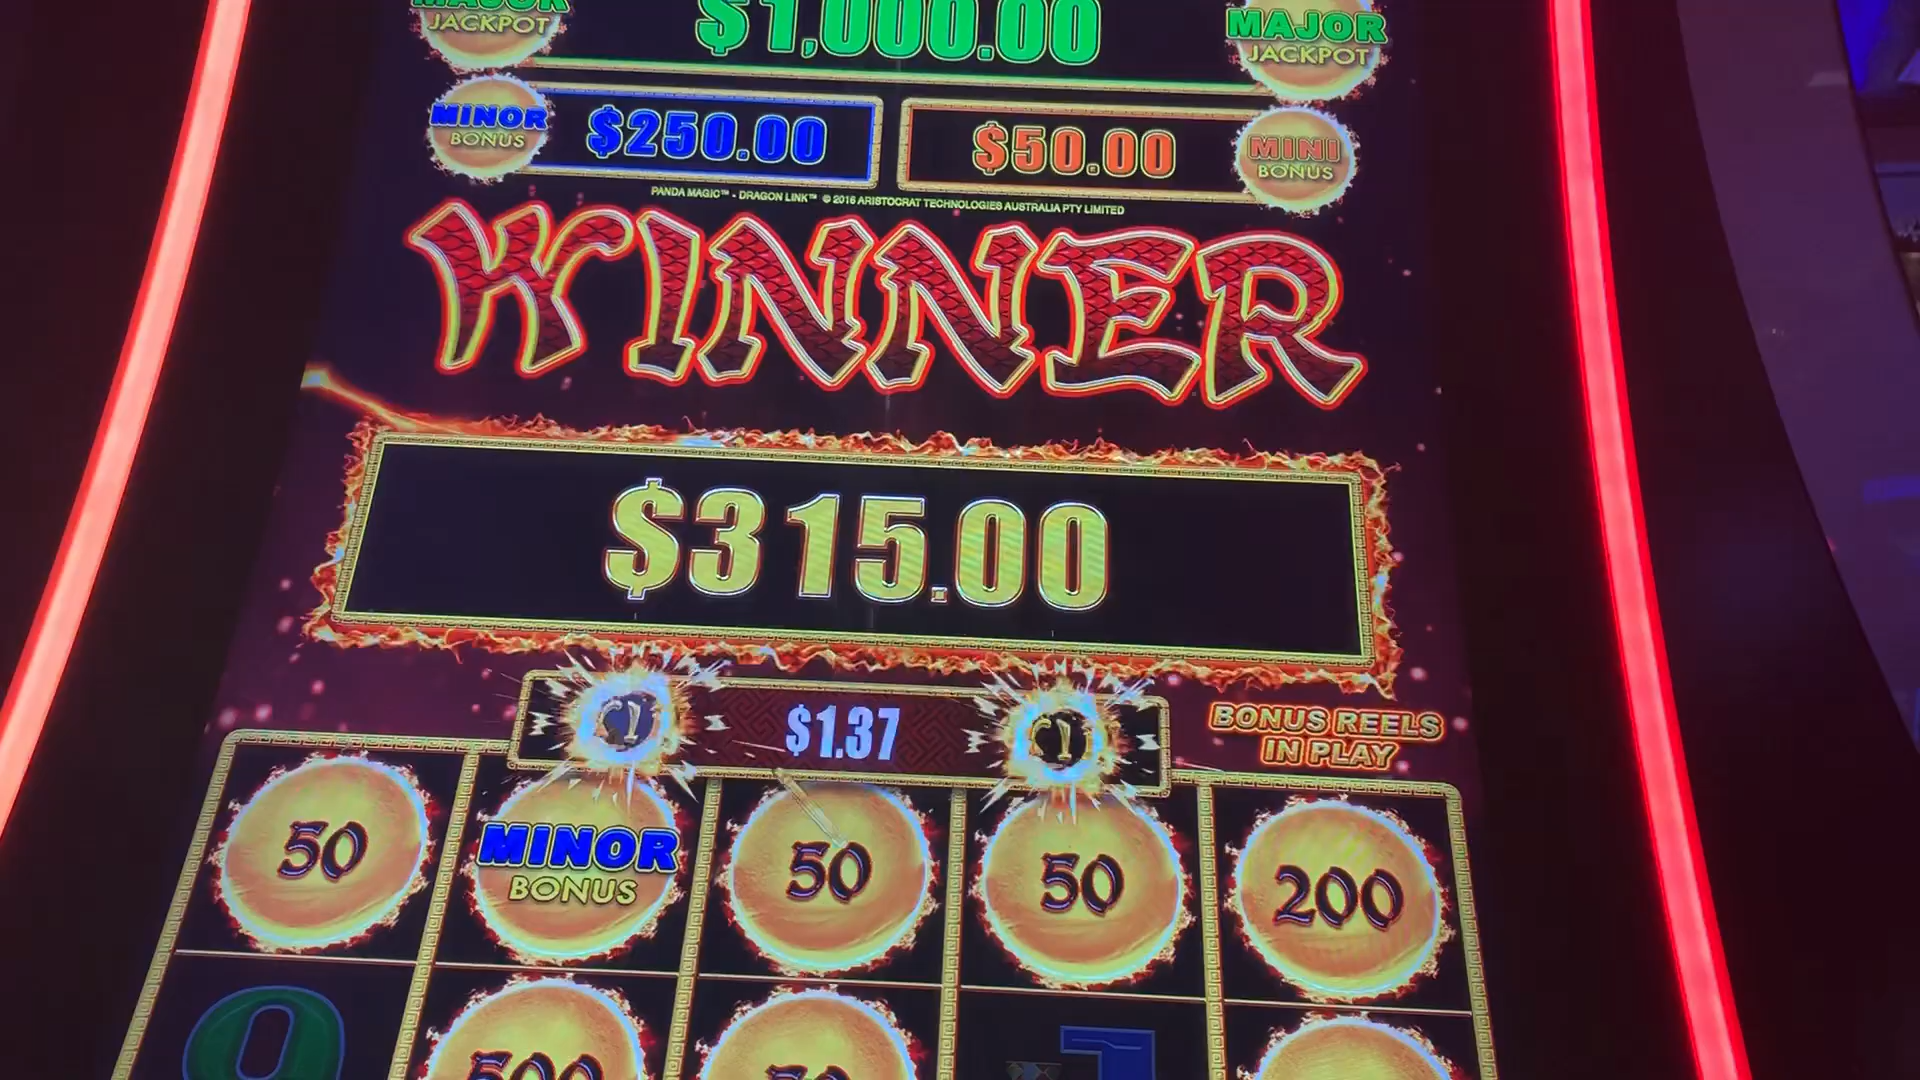 MAJOR
JACKPOT
$1,000.00
MAJOR
JACKPOT
MINOR
BONUS
$250.00
$50.00
MINI
BONUS
PANDA MAGIC™ - DRAGON LINK™ © 2016 ARISTOCRAT TECHNOLOGIES AUSTRALIA PTY LIMITED
WINNER
$315.00
$1.37
BONUS REELS
IN PLAY
50
MINOR
BONUS
50
50
200
500